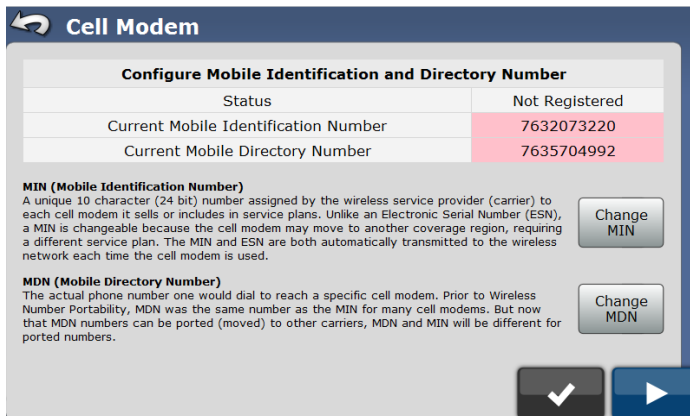 Cell Modem
Configure Mobile Identification and Directory Number
Status Not Registered
Current Mobile Identification Number 7632073220
Current Mobile Directory Number 7635704992
MIN (Mobile Identification Number)
A unique 10 character (24 bit) number assigned by the wireless service provider (carrier) to
each cell modem it sells or includes in service plans. Unlike an Electronic Serial Number (ESN),
a MIN is changeable because the cell modem may move to another coverage region, requiring
a different service plan. The MIN and ESN are both automatically transmitted to the wireless
network each time the cell modem is used.
Change
MIN
MDN (Mobile Directory Number)
The actual phone number one would dial to reach a specific cell modem. Prior to Wireless
Number Portability, MDN was the same number as the MIN for many cell modems. But now
that MDN numbers can be ported (moved) to other carriers, MDN and MIN will be different for
ported numbers.
Change
MDN